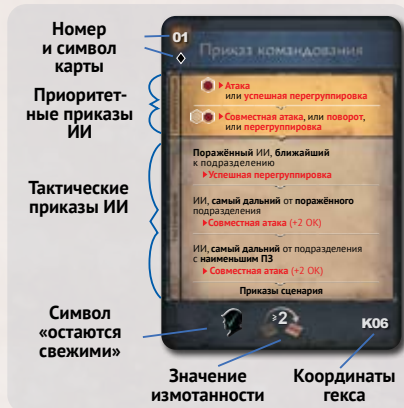 Номер
и символ
карты
01
Приказ командования
Приоритет-
ные приказы
ИИ
Атака
или успешная перегруппировка
Совместная атака, или поворот,
или перегруппировка
Тактические
приказы ИИ
Поражённый ИИ, ближайший
к подразделению
Успешная перегруппировка
ИИ, самый дальний от поражённого
подразделения
Совместная атака (+2 ОК)
ИИ, самый дальний от подразделения
с наименьшим ПЗ
Совместная атака (+2 ОК)
Приказы сценария
Символ
«остаются
свежими»
≥2
K06
Значение
измотанности
Координаты
гекса